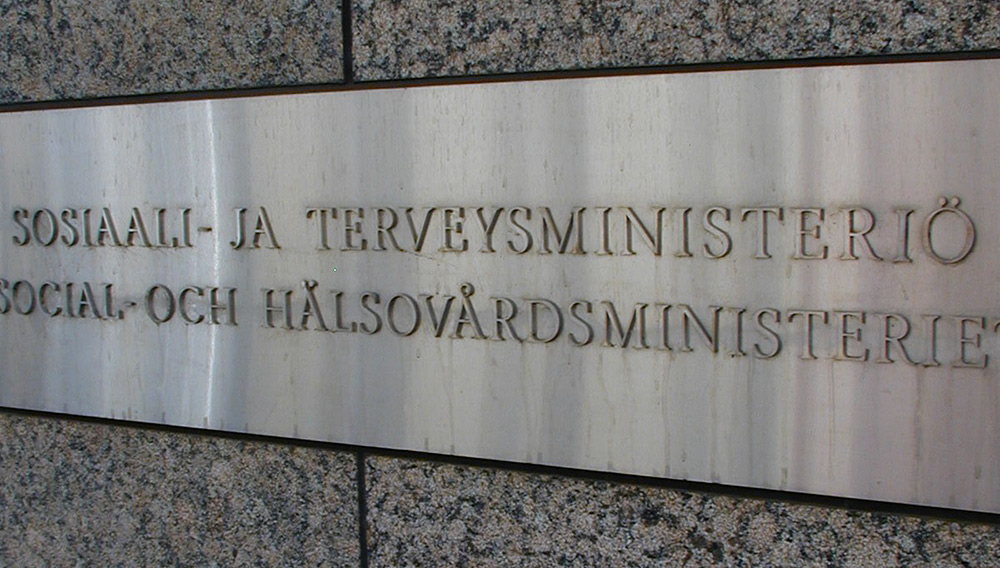 SOSIAALI- JA TERVEYSMINISTERIÖ
SOCIAL- OCH HÄLSOVÅRDSMINISTERIET